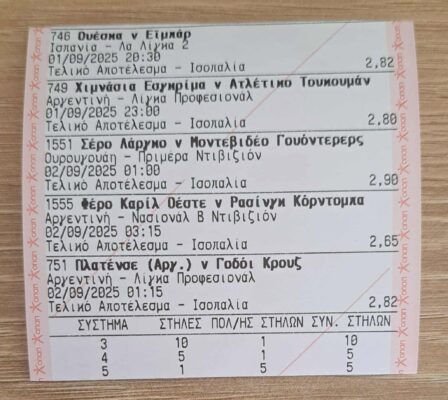 746 Ουέσκα ν Εϊμπάρ
Ισπανία - Λα Λίγκα 2
01/09/2025 20:30
Τελικό Αποτέλεσμα - Ισοπαλία 2,82
749 Χιμνάσια Εσγκρίμα ν Ατλέτικο Τουκουμάν
Αργεντινή - Λίγκα Προφεσιονάλ
01/09/2025 23:00
Τελικό Αποτέλεσμα - Ισοπαλία 2,80
1551 Σέρο Λάργκο ν Μοντεβιδέο Γουόντερερς
Ουρουγουάη - Πριμέρα Ντιβιζιόν
02/09/2025 01:00
Τελικό Αποτέλεσμα - Ισοπαλία 2,90
1555 Φέρο Καρίλ Οέστε ν Ρασίνγκ Κόρντομπα
Αργεντινή - Νασιονάλ Β Ντιβιζιόν
02/09/2025 03:15
Τελικό Αποτέλεσμα - Ισοπαλία 2,65
751 Πλατένσε (Αργ.) ν Γοδόι Κρουζ
Αργεντινή - Λίγκα Προφεσιονάλ
02/09/2025 01:15
Τελικό Αποτέλεσμα - Ισοπαλία 2,82
ΣΥΣΤΗΜΑ ΣΤΗΛΕΣ ΠΟΛ/ΗΣ ΣΤΗΛΩΝ ΣΥΝ. ΣΤΗΛΩΝ
3 10 1 10
4 5 1 5
5 1 5 5